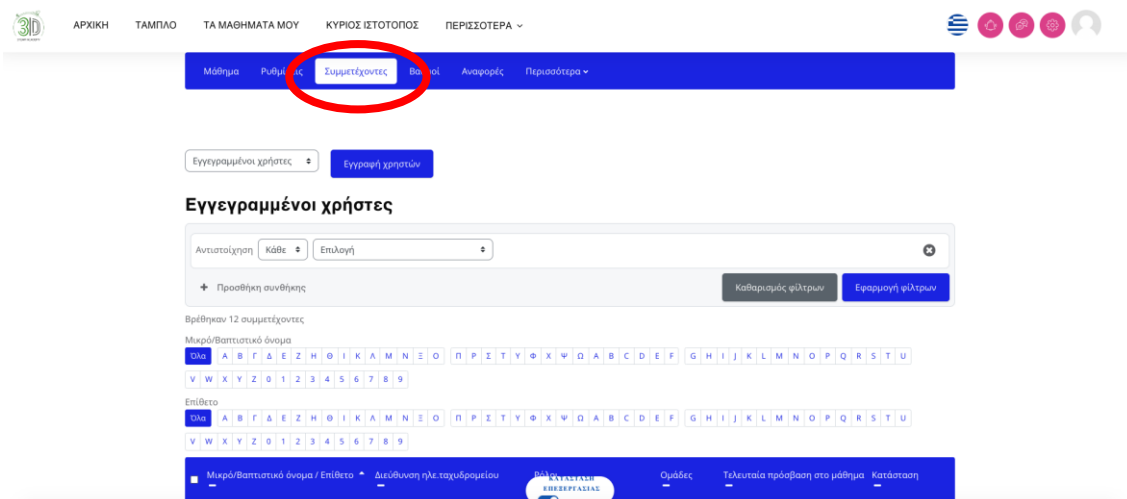 ΑΡΧΙΚΗ ΤΑΜΠΛΟ ΤΑ ΜΑΘΗΜΑΤΑ ΜΟΥ ΚΥΡΙΟΣ ΙΣΤΟΤΟΠΟΣ ΠΕΡΙΣΣΟΤΕΡΑ
Μάθημα Συμμετέχοντες Αναφορές Περισσότερα
Εγγεγραμμένοι χρήστες Εγγραφή χρηστών
Εγγεγραμμένοι χρήστες
Αντιστοίχηση Κάθε Επιλογή
Προσθήκη συνθήκης Καθαρισμός φίλτρων Εφαρμογή φίλτρων
Βρέθηκαν 12 συμμετέχοντες
Μικρό/Βαπτιστικό όνομα
Όλα Α Β Γ Δ Ε Ζ Η Θ Ι Κ Λ Μ Ν Ξ Ο Π Ρ Σ Τ Υ Φ Χ Ψ Ω A B C D E F G H I J K L M N O P Q R S T U
V W X Y Z 0 1 2 3 4 5 6 7 8 9
Επίθετο
Όλα Α Β Γ Δ Ε Ζ Η Θ Ι Κ Λ Μ Ν Ξ Ο Π Ρ Σ Τ Υ Φ Χ Ψ Ω A B C D E F G H I J K L M N O P Q R S T U
V W X Y Z 0 1 2 3 4 5 6 7 8 9
Μικρό/Βαπτιστικό όνομα / Επίθετο Διεύθυνση ηλε.ταχυδρομείου Ομάδες Τελευταία πρόσβαση στο μάθημα Κατάσταση
ΚΑΤΑΣΤΑΣΗ
ΕΠΕΞΕΡΓΑΣΙΑΣ